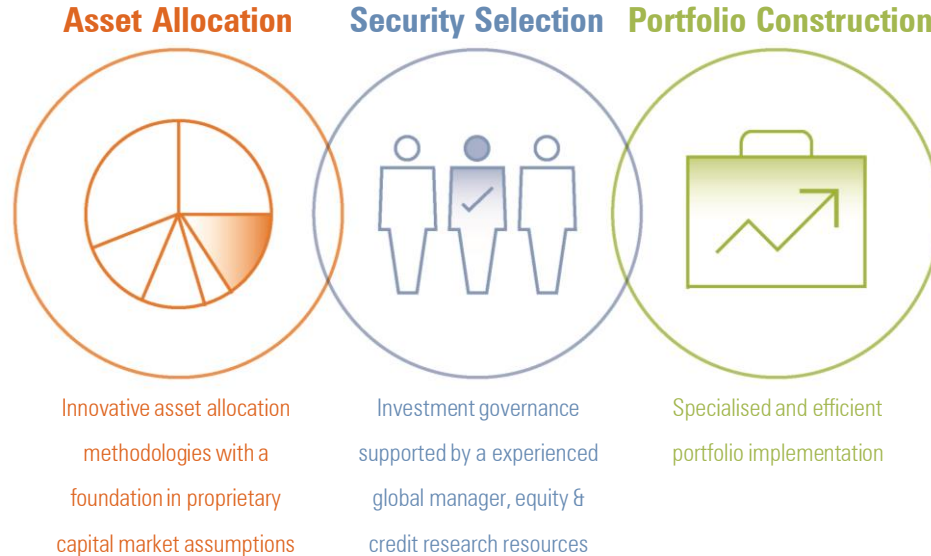 Asset Allocation
Security Selection
Portfolio Construction
Innovative asset allocation
methodologies with a
foundation in proprietary
capital market assumptions
Investment governance
supported by a experienced
global manager, equity &
credit research resources
Specialised and efficient
portfolio implementation